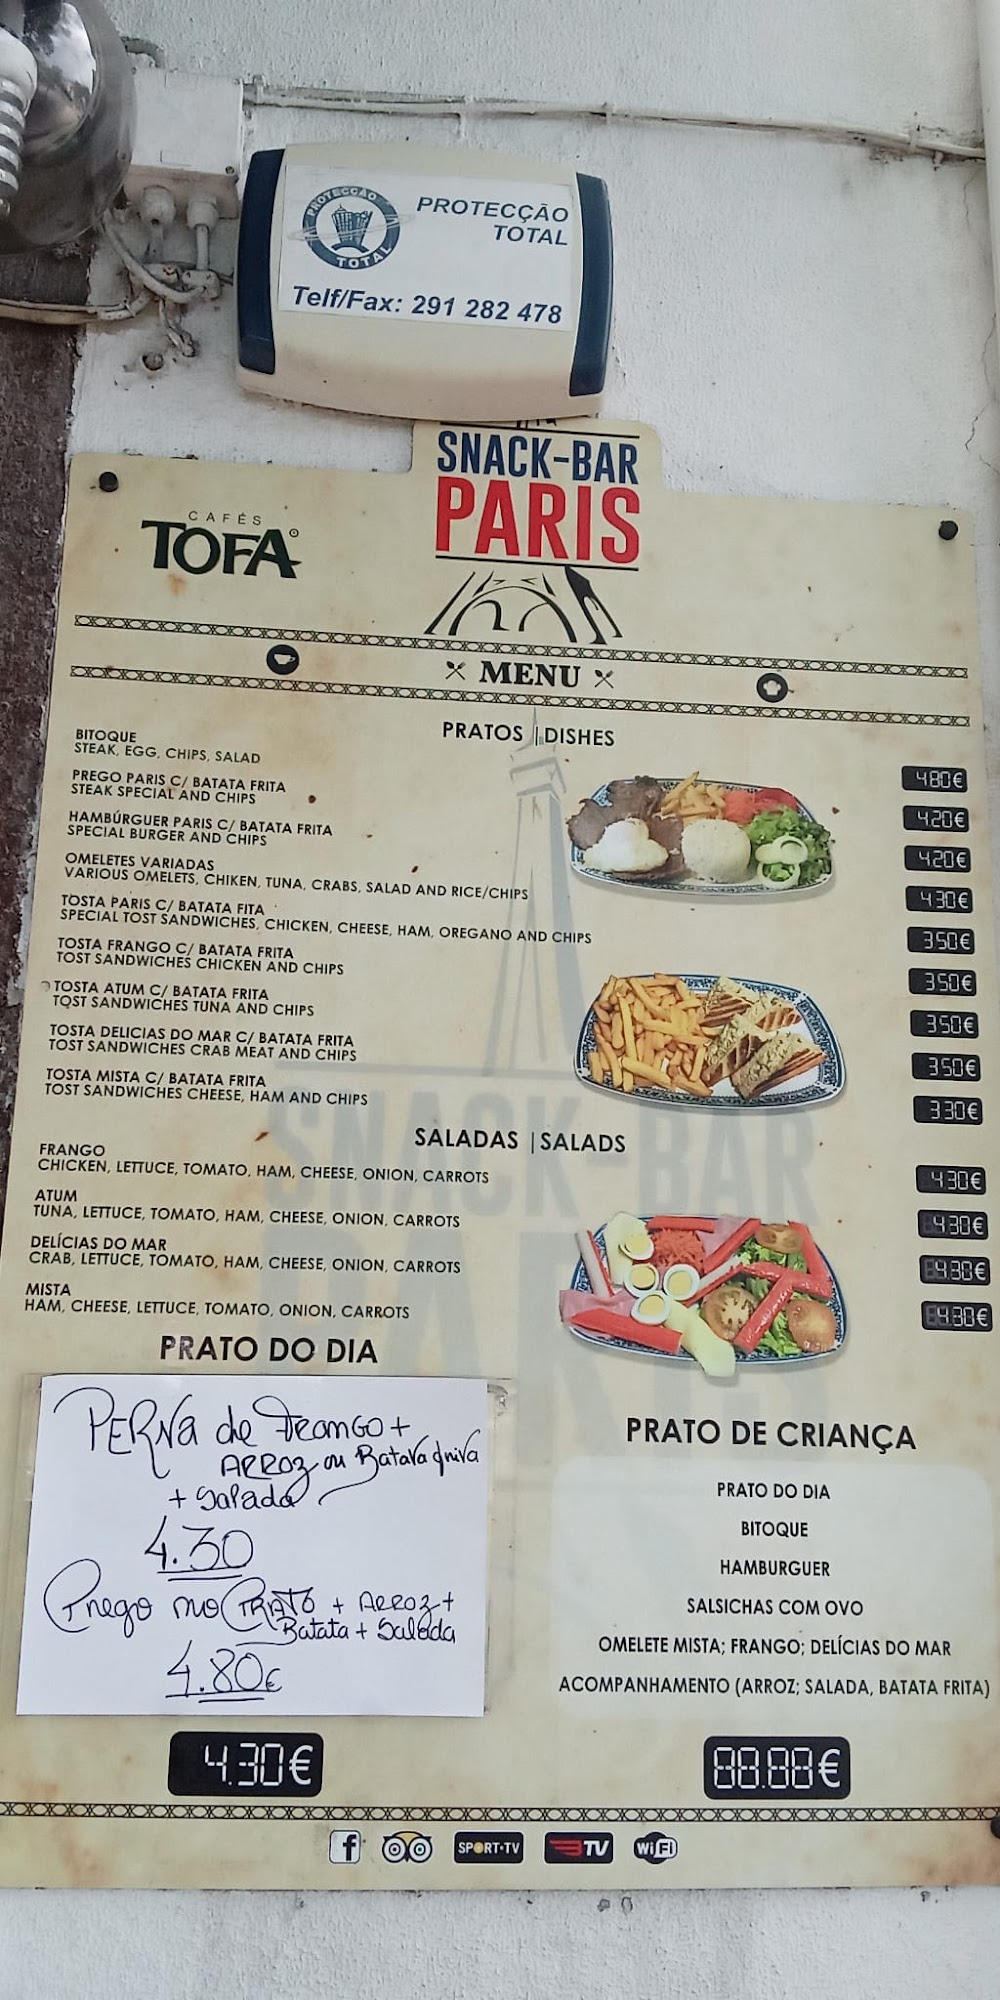 PROTECÇÃO TOTAL
PROTECÇÃO
TOTAL
Telf/Fax: 291 282 478
SNACK-BAR
PARIS
CAFÉS
TOFA
MENU
PRATOS | DISHES
BITOQUE
STEAK, EGG, CHIPS, SALAD
4.80€
PREGO PARIS C/ BATATA FRITA
STEAK SPECIAL AND CHIPS
4.20€
HAMBÚRGUER PARIS C/ BATATA FRITA
SPECIAL BURGER AND CHIPS
4.20€
OMELETES VARIADAS
VARIOUS OMELETS, CHIKEN, TUNA, CRABS, SALAD AND RICE/CHIPS
4.30€
TOSTA PARIS C/ BATATA FITA
SPECIAL TOST SANDWICHES, CHICKEN, CHEESE, HAM, OREGANO AND CHIPS
3.50€
TOSTA FRANGO C/ BATATA FRITA
TOST SANDWICHES CHICKEN AND CHIPS
3.50€
TOSTA ATUM C/ BATATA FRITA
TOST SANDWICHES TUNA AND CHIPS
3.50€
TOSTA DELICIAS DO MAR C/ BATATA FRITA
TOST SANDWICHES CRAB MEAT AND CHIPS
3.50€
TOSTA MISTA C/ BATATA FRITA
TOST SANDWICHES CHEESE, HAM AND CHIPS
3.30€
SALADAS | SALADS
FRANGO
CHICKEN, LETTUCE, TOMATO, HAM, CHEESE, ONION, CARROTS
4.30€
ATUM
TUNA, LETTUCE, TOMATO, HAM, CHEESE, ONION, CARROTS
4.30€
DELÍCIAS DO MAR
CRAB, LETTUCE, TOMATO, HAM, CHEESE, ONION, CARROTS
4.30€
MISTA
HAM, CHEESE, LETTUCE, TOMATO, ONION, CARROTS
4.30€
SNACK-BAR
PARIS
PRATO DO DIA
PERNA de FRANGO +
ARROZ ou Batata frita
+ Salada
4.30
Prego no PRATO + ARROZ +
Batata + Salada
4.80€
4.30€
PRATO DE CRIANÇA
PRATO DO DIA
BITOQUE
HAMBURGUER
SALSICHAS COM OVO
OMELETE MISTA; FRANGO; DELÍCIAS DO MAR
ACOMPANHAMENTO (ARROZ; SALADA, BATATA FRITA)
88.88€
f
SPORT•TV
BTV
WiFi